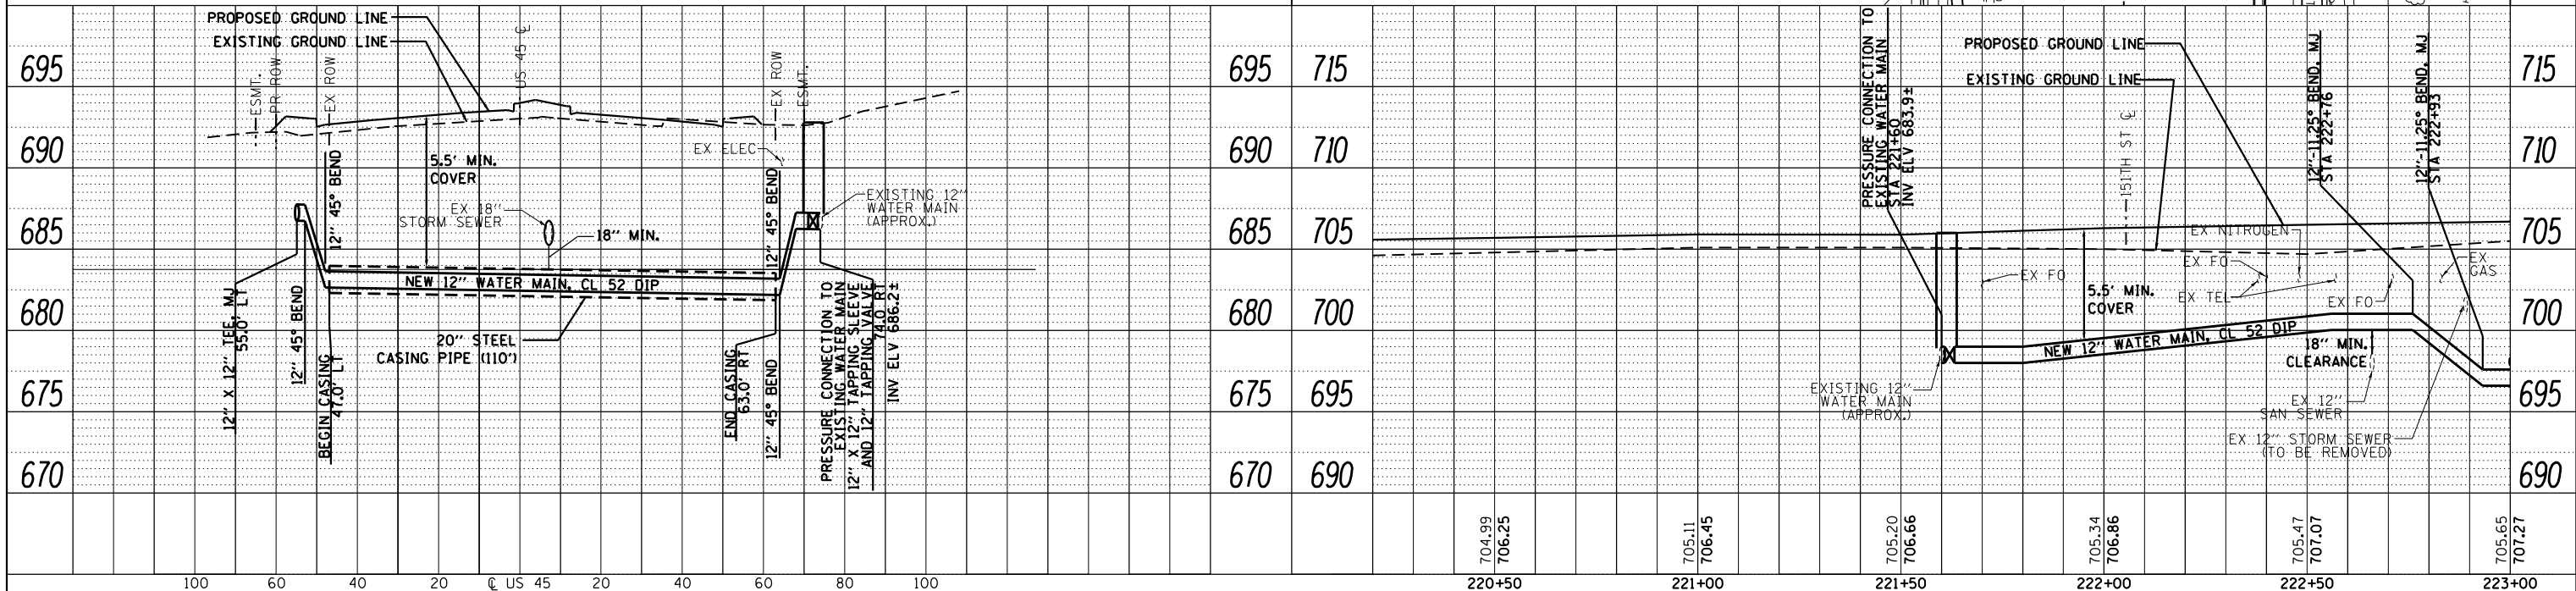 PROPOSED GROUND LINE
EXISTING GROUND LINE
ESMT.
PR ROW
EX ROW
US 45 ℄
EX ROW
ESMT.
695
690
685
680
675
670
12" 45° BEND
5.5' MIN.
COVER
EX 18"
STORM SEWER
18" MIN.
EX ELEC
12" 45° BEND
EXISTING 12"
WATER MAIN
(APPROX.)
NEW 12" WATER MAIN, CL 52 DIP
12" X 12" TEE, MJ
55.0' LT
12" 45° BEND
BEGIN CASING
47.0' LT
20" STEEL
CASING PIPE (110')
END CASING
63.0' RT
12" 45° BEND
PRESSURE CONNECTION TO
EXISTING WATER MAIN
12" X 12" TAPPING SLEEVE
AND 12" TAPPING VALVE
74.0 RT
INV ELV 686.2±
100
60
40
20
℄ US 45
20
40
60
80
100
695
690
685
680
675
670
715
710
705
700
695
690
PRESSURE CONNECTION TO
EXISTING WATER MAIN
STA 221+60
INV ELV 683.9±
PROPOSED GROUND LINE
EXISTING GROUND LINE
151TH ST ℄
12"-11.25° BEND, MJ
STA 222+76
12"-11.25° BEND, MJ
STA 222+93
EX NITROGEN
EX FO
EX FO
EX TEL
EX FO
EX
GAS
5.5' MIN.
COVER
NEW 12" WATER MAIN, CL 52 DIP
18" MIN.
CLEARANCE
EXISTING 12"
WATER MAIN
(APPROX.)
EX 12"
SAN SEWER
EX 12" STORM SEWER
(TO BE REMOVED)
715
710
705
700
695
690
704.99
706.25
705.11
706.45
705.20
706.66
705.34
706.86
705.47
707.07
705.65
707.27
220+50
221+00
221+50
222+00
222+50
223+00